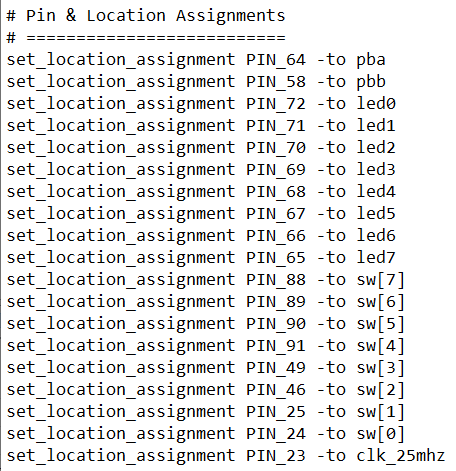 # Pin & Location Assignments
# ==========================
set_location_assignment PIN_64 -to pba
set_location_assignment PIN_58 -to pbb
set_location_assignment PIN_72 -to led0
set_location_assignment PIN_71 -to led1
set_location_assignment PIN_70 -to led2
set_location_assignment PIN_69 -to led3
set_location_assignment PIN_68 -to led4
set_location_assignment PIN_67 -to led5
set_location_assignment PIN_66 -to led6
set_location_assignment PIN_65 -to led7
set_location_assignment PIN_88 -to sw[7]
set_location_assignment PIN_89 -to sw[6]
set_location_assignment PIN_90 -to sw[5]
set_location_assignment PIN_91 -to sw[4]
set_location_assignment PIN_49 -to sw[3]
set_location_assignment PIN_46 -to sw[2]
set_location_assignment PIN_25 -to sw[1]
set_location_assignment PIN_24 -to sw[0]
set_location_assignment PIN_23 -to clk_25mhz